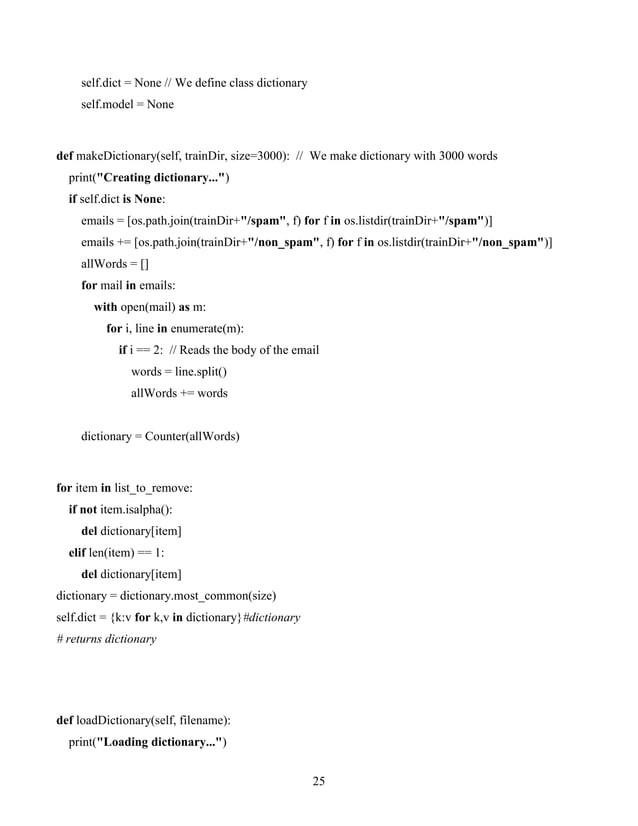 self.dict = None // We define class dictionary
self.model = None
def makeDictionary(self, trainDir, size=3000): // We make dictionary with 3000 words
print("Creating dictionary...")
if self.dict is None:
emails = [os.path.join(trainDir+"/spam", f) for f in os.listdir(trainDir+"/spam")]
emails += [os.path.join(trainDir+"/non_spam", f) for f in os.listdir(trainDir+"/non_spam")]
allWords = []
for mail in emails:
with open(mail) as m:
for i, line in enumerate(m):
if i == 2: // Reads the body of the email
words = line.split()
allWords += words
dictionary = Counter(allWords)
for item in list_to_remove:
if not item.isalpha():
del dictionary[item]
elif len(item) == 1:
del dictionary[item]
dictionary = dictionary.most_common(size)
self.dict = {k:v for k,v in dictionary}#dictionary
# returns dictionary
def loadDictionary(self, filename):
print("Loading dictionary...")
25